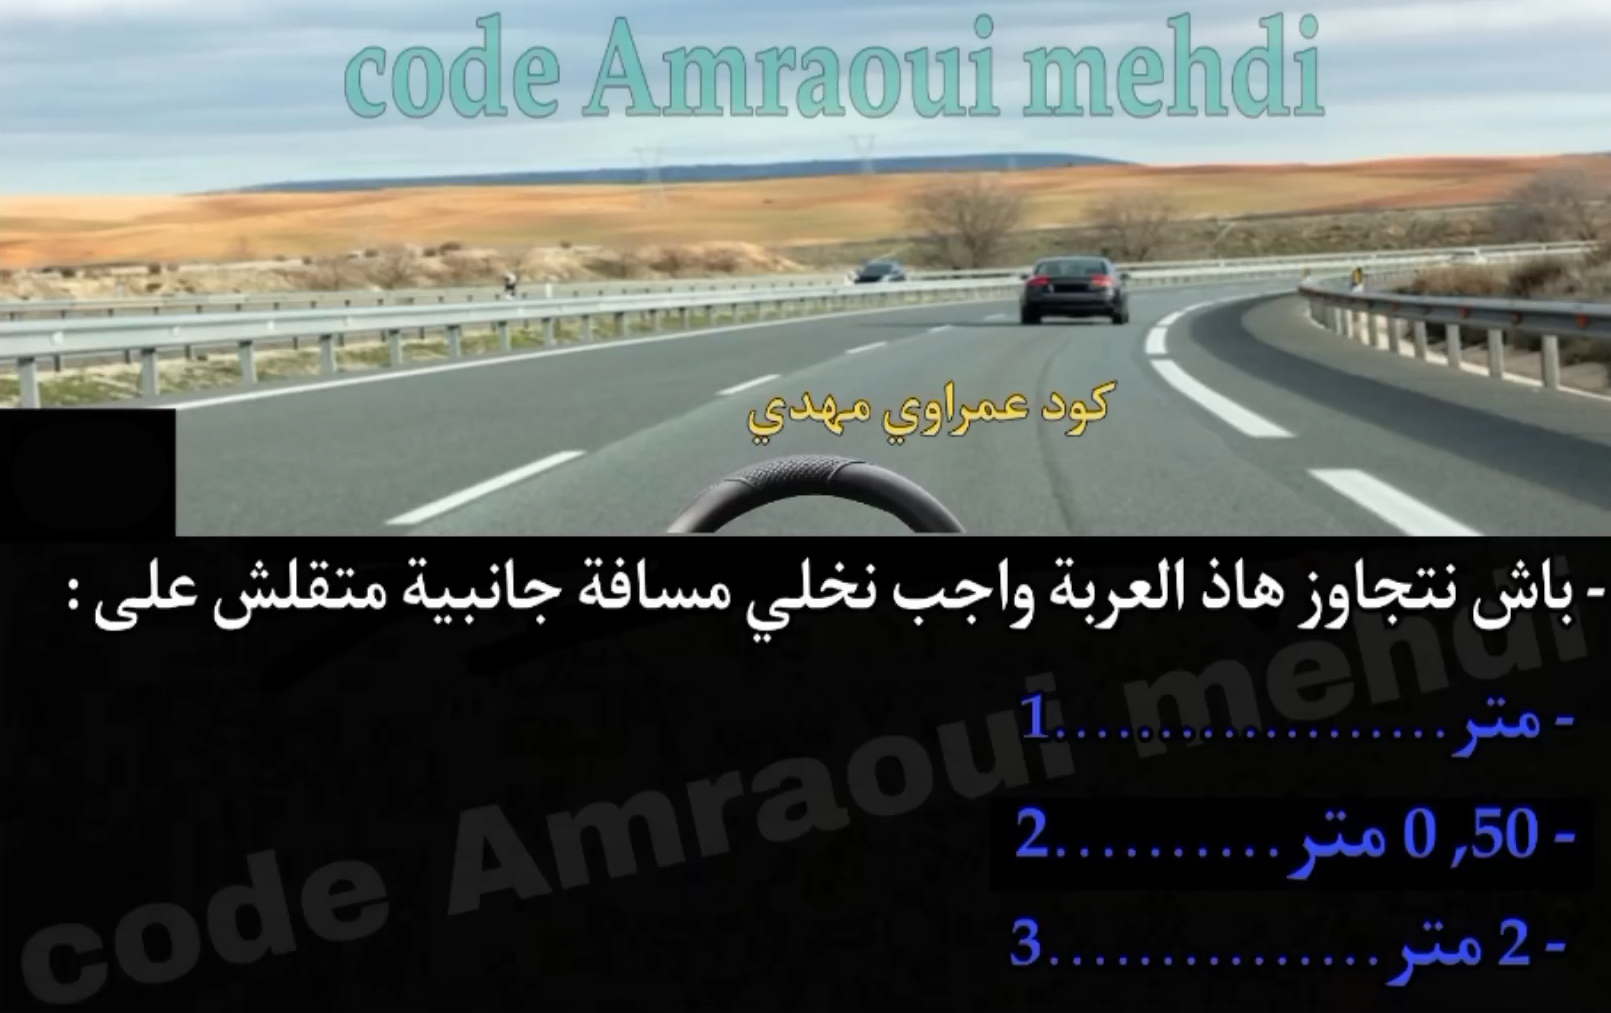 code Amraoui mehdi
كود عمراوي مهدي
- باش نتجاوز هاذ العربة واجب نخلي مسافة جانبية متقلش على :
- متر...................1
- 0 ,50 متر..........2
- 2 متر...............3
code Amraoui mehdi